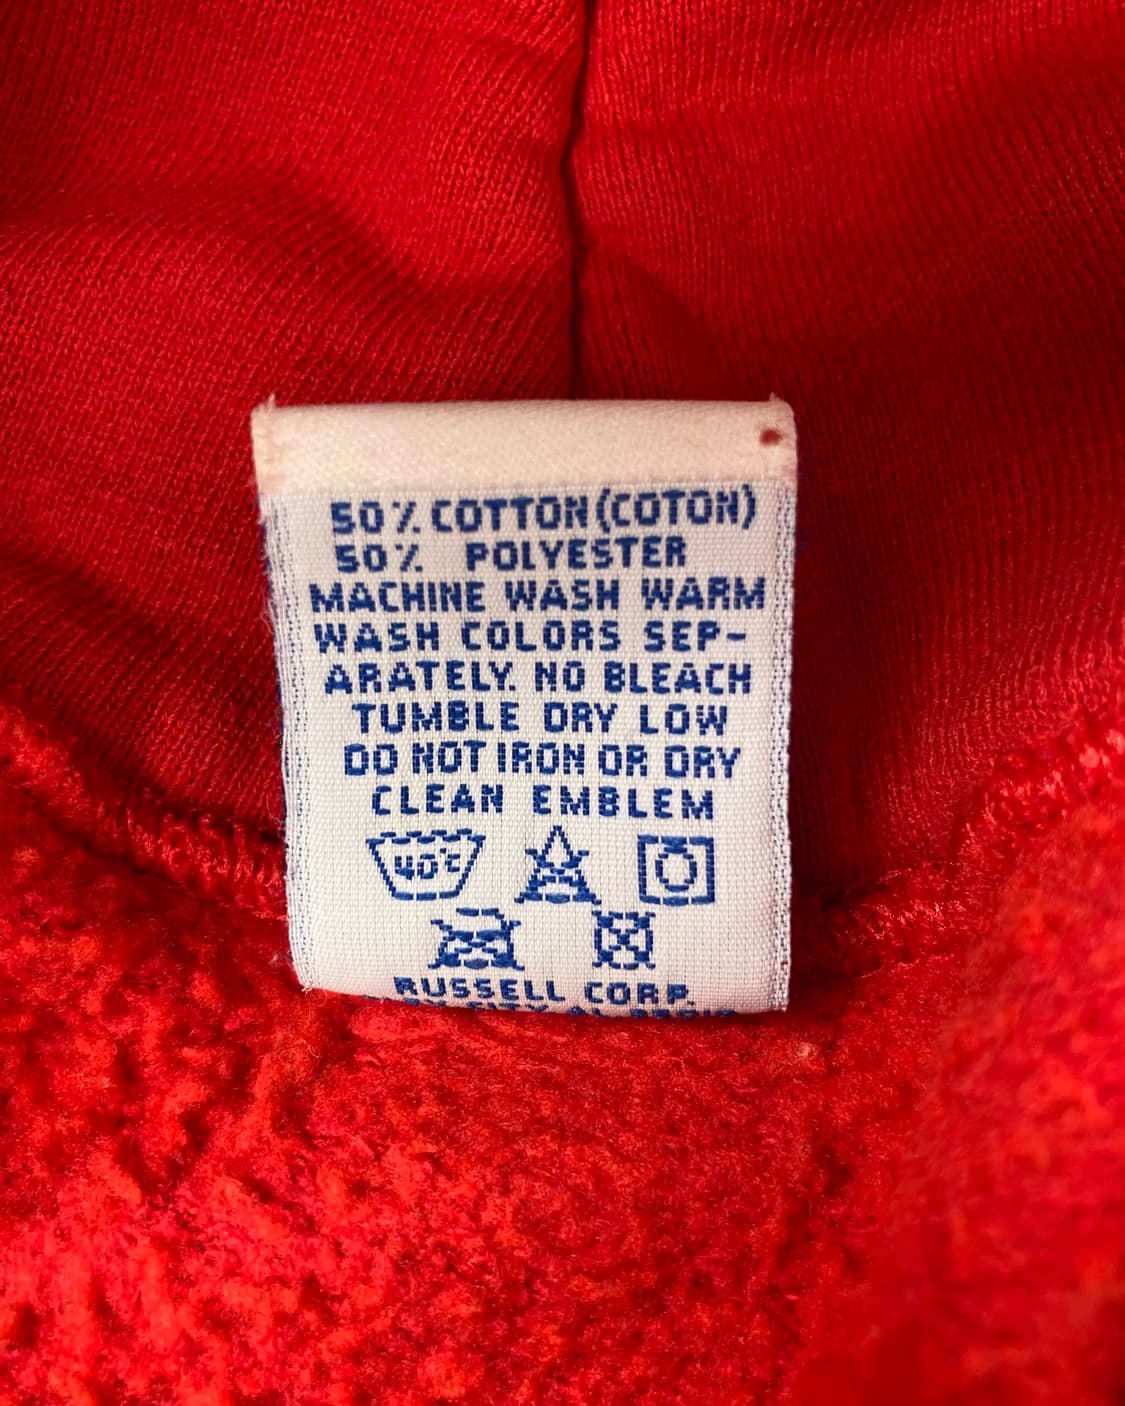 50% COTTON (COTON)
50% POLYESTER
MACHINE WASH WARM
WASH COLORS SEP-
ARATELY. NO BLEACH
TUMBLE DRY LOW
DO NOT IRON OR DRY
CLEAN EMBLEM
40°C
RUSSELL CORP.